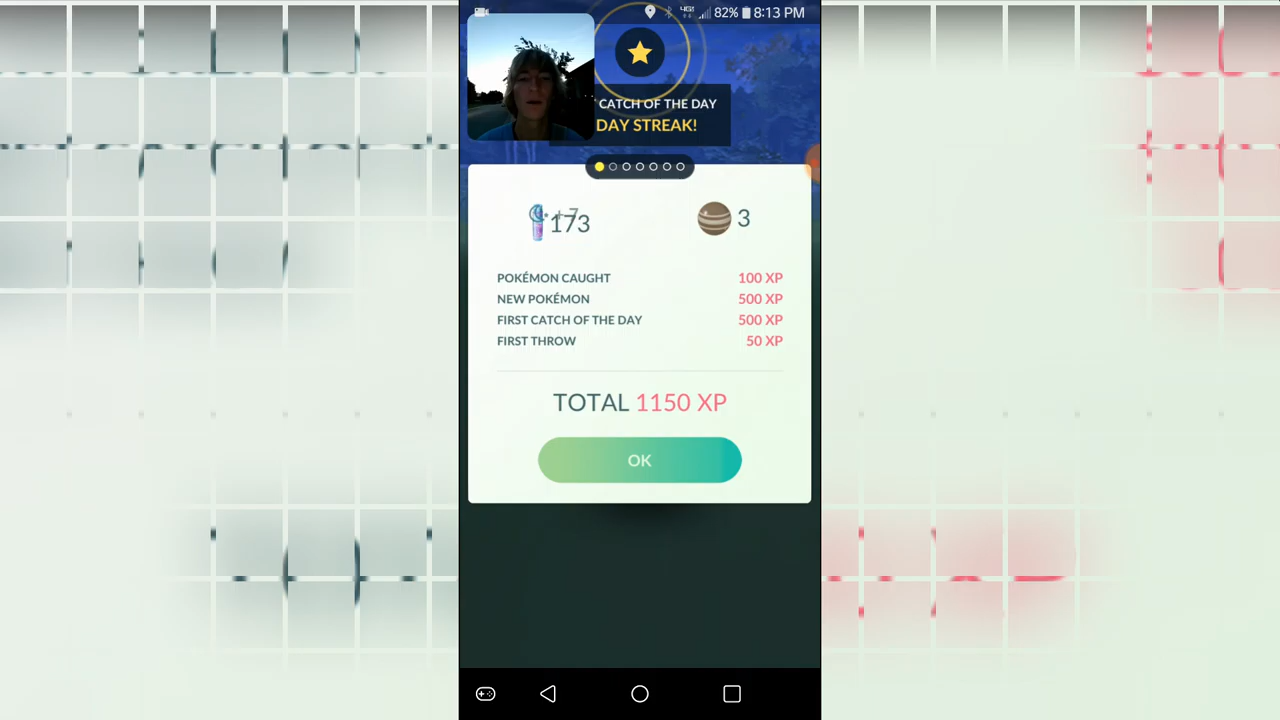 82% 8:13 PM
CATCH OF THE DAY
DAY STREAK!
+7
173
3
POKÉMON CAUGHT 100 XP
NEW POKÉMON 500 XP
FIRST CATCH OF THE DAY 500 XP
FIRST THROW 50 XP
TOTAL 1150 XP
OK